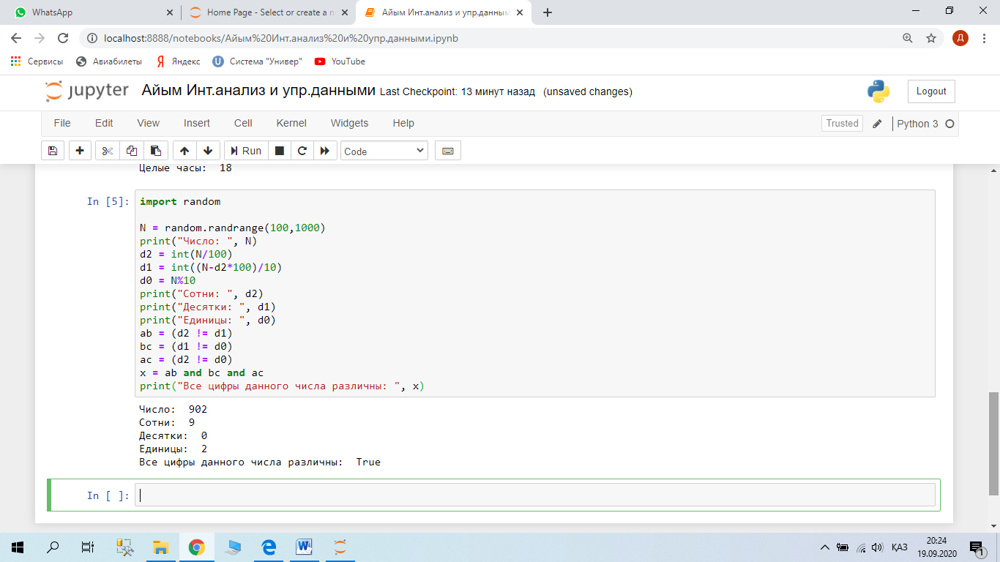 WhatsApp
Home Page - Select or create a n
Айым Инт.анализ и упр.данным
localhost:8888/notebooks/Айым%20Инт.анализ%20и%20упр.данными.ipynb
Д
Сервисы Авиабилеты Яндекс Система "Универ" YouTube
jupyter Айым Инт.анализ и упр.данными Last Checkpoint: 13 минут назад (unsaved changes)
Logout
File Edit View Insert Cell Kernel Widgets Help
Trusted Python 3
Run Code
Целые часы: 18
In [5]: import random
N = random.randrange(100,1000)
print("Число: ", N)
d2 = int(N/100)
d1 = int((N-d2*100)/10)
d0 = N%10
print("Сотни: ", d2)
print("Десятки: ", d1)
print("Единицы: ", d0)
ab = (d2 != d1)
bc = (d1 != d0)
ac = (d2 != d0)
x = ab and bc and ac
print("Все цифры данного числа различны: ", x)
Число: 902
Сотни: 9
Десятки: 0
Единицы: 2
Все цифры данного числа различны: True
In [ ]:
ҚАЗ
20:24
19.09.2020
1